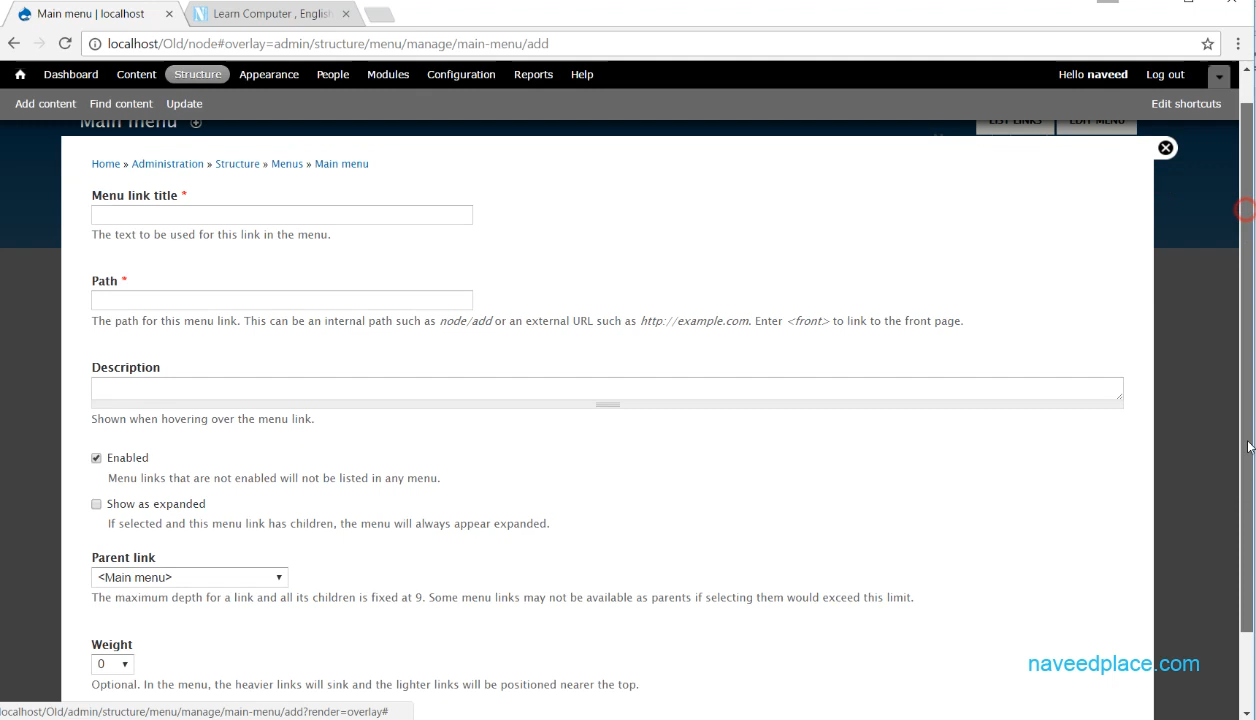 Main menu | localhost
Learn Computer , English
localhost/Old/node#overlay=admin/structure/menu/manage/main-menu/add
Dashboard Content Structure Appearance People Modules Configuration Reports Help Hello naveed Log out
Add content Find content Update Edit shortcuts
Main menu LIST LINKS EDIT MENU
Home » Administration » Structure » Menus » Main menu
Menu link title *
The text to be used for this link in the menu.
Path *
The path for this menu link. This can be an internal path such as node/add or an external URL such as http://example.com. Enter <front> to link to the front page.
Description
Shown when hovering over the menu link.
Enabled
Menu links that are not enabled will not be listed in any menu.
Show as expanded
If selected and this menu link has children, the menu will always appear expanded.
Parent link
<Main menu>
The maximum depth for a link and all its children is fixed at 9. Some menu links may not be available as parents if selecting them would exceed this limit.
Weight
0
naveedplace.com
Optional. In the menu, the heavier links will sink and the lighter links will be positioned nearer the top.
localhost/Old/admin/structure/menu/manage/main-menu/add?render=overlay#